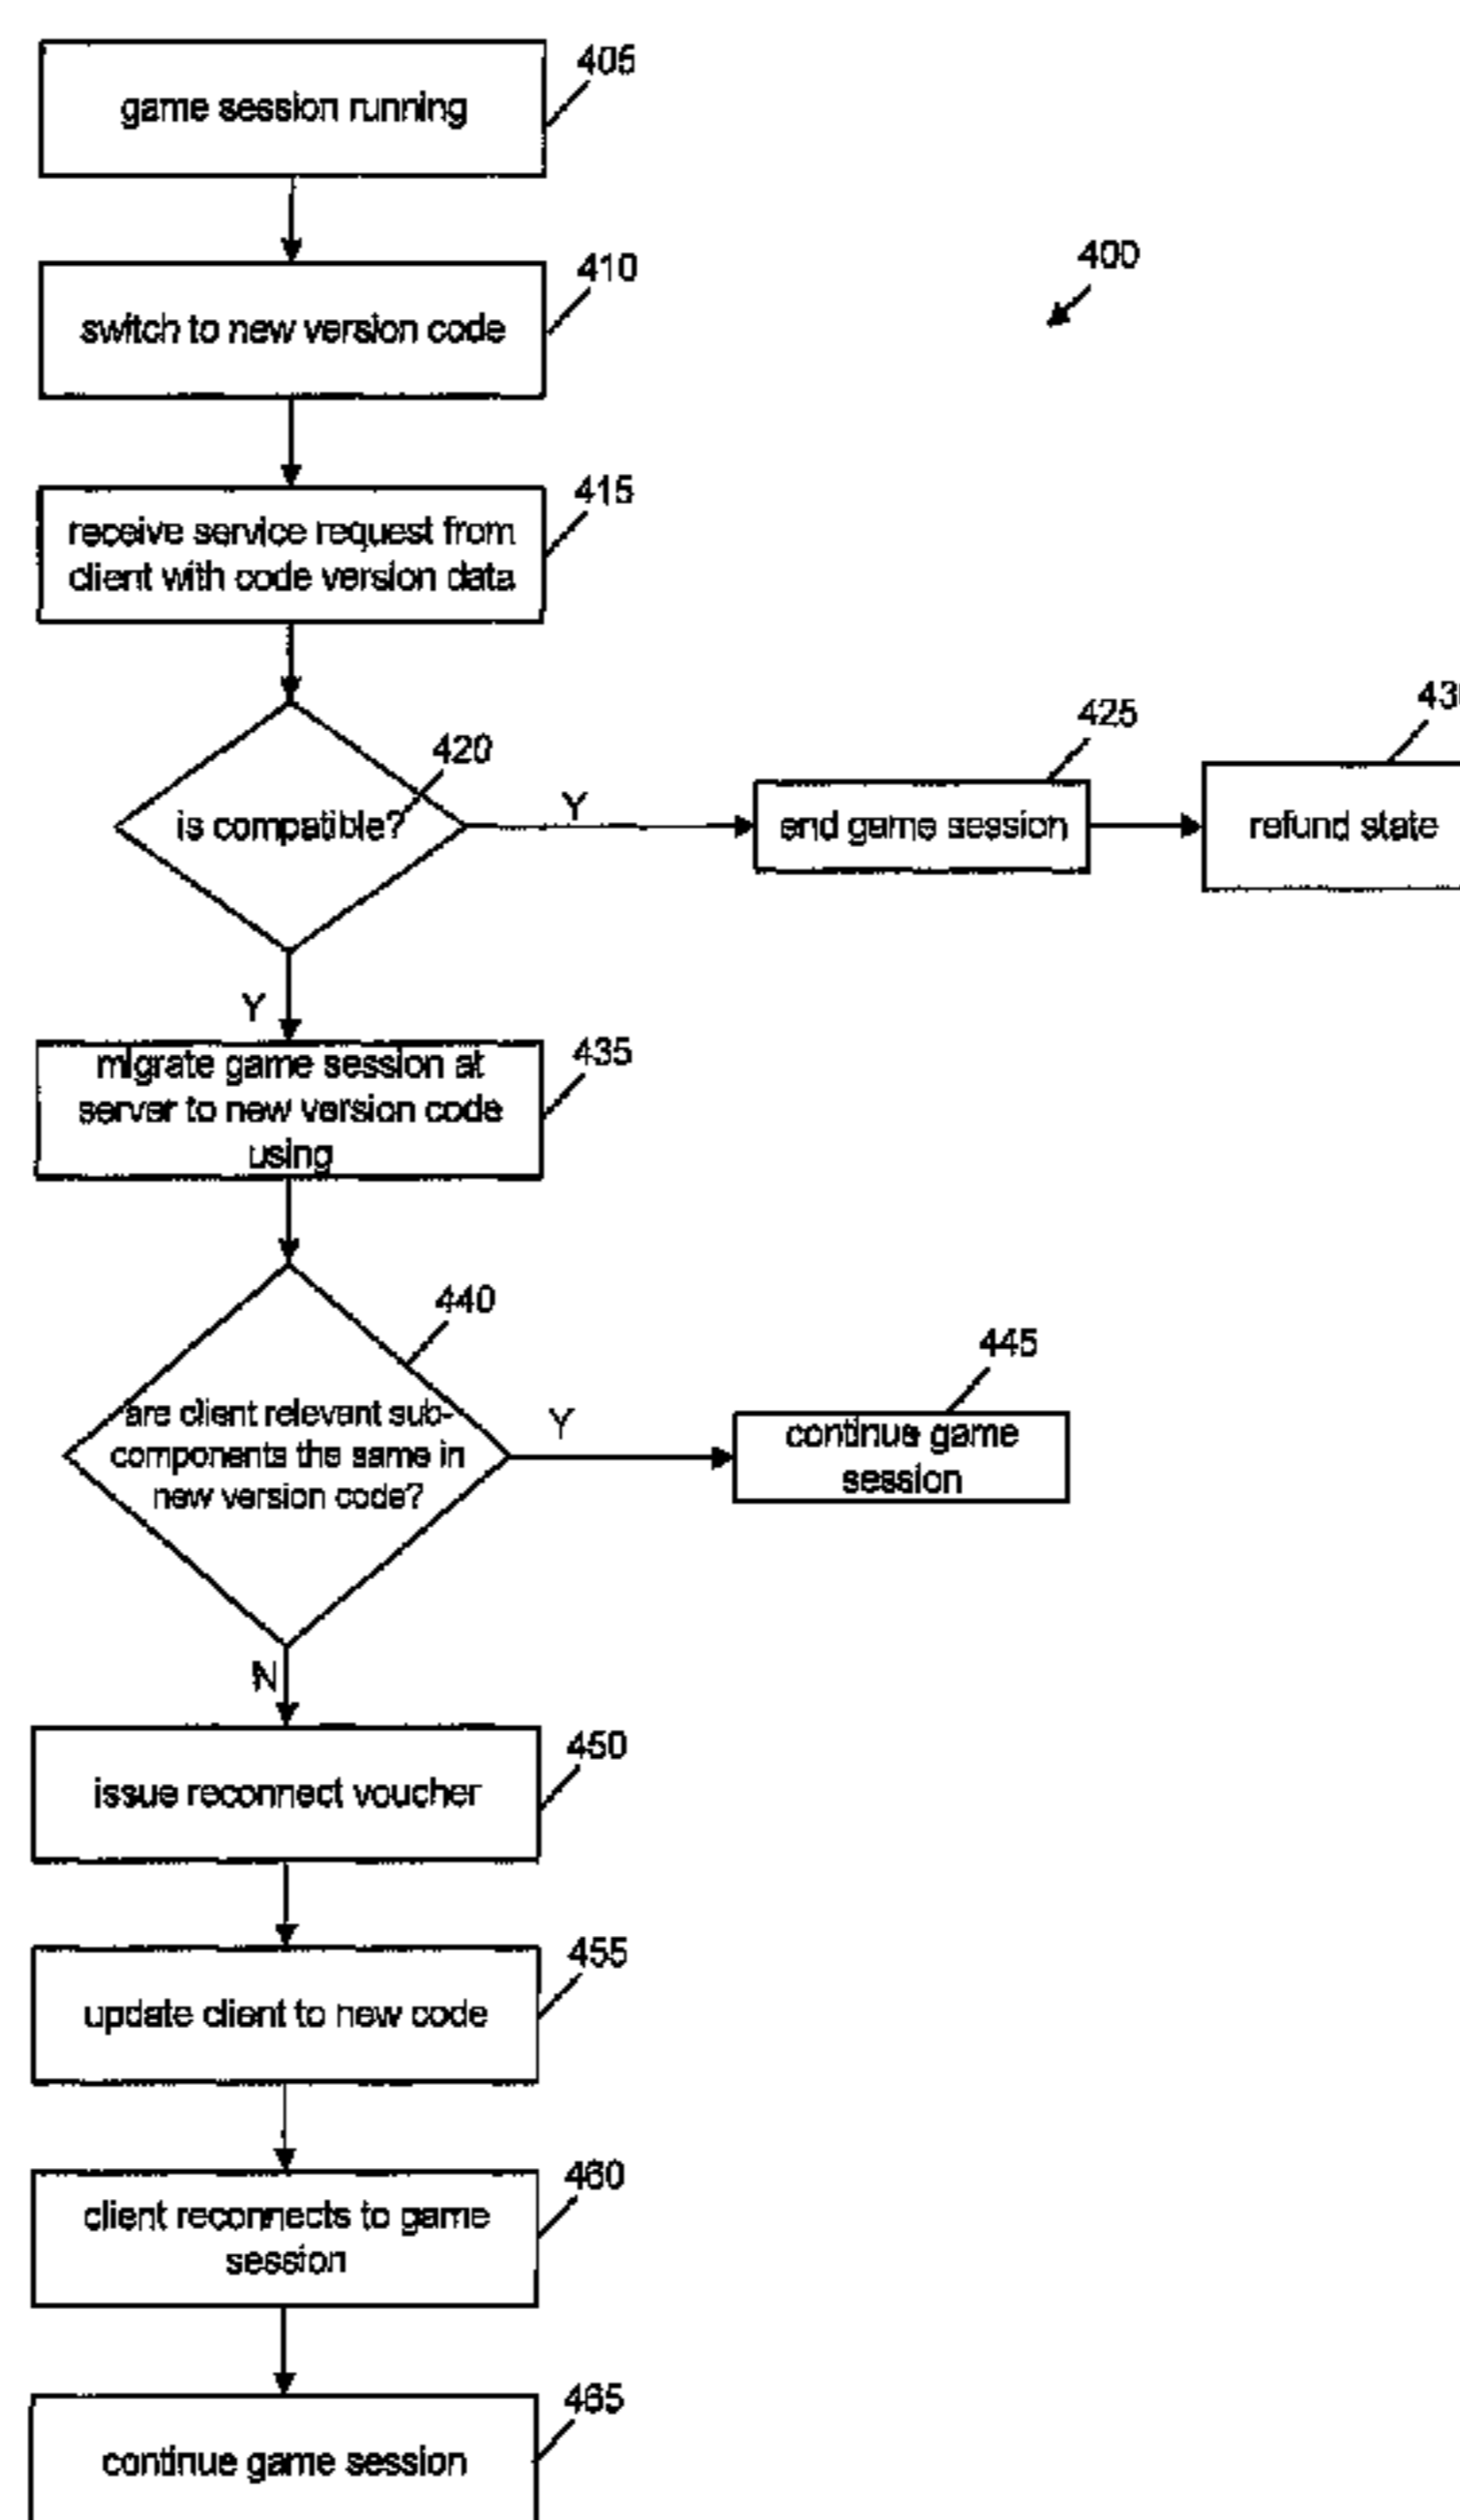 405
game session running
400
410
switch to new version code
415
receive service request from
client with code version data
420
is compatible?
Y
425
end game session
refund state
Y
435
migrate game session at
server to new version code
using
440
are client relevant sub-
components the same in
new version code?
Y
445
continue game
session
N
450
issue reconnect voucher
455
update client to new code
460
client reconnects to game
session
465
continue game session